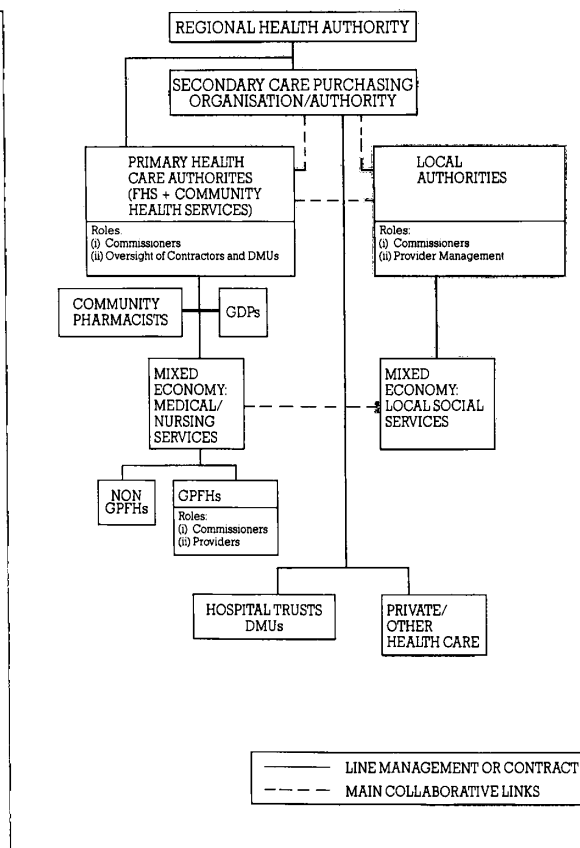 REGIONAL HEALTH AUTHORITY
SECONDARY CARE PURCHASING
ORGANISATION/AUTHORITY
PRIMARY HEALTH
CARE AUTHORITES
(FHS + COMMUNITY
HEALTH SERVICES)
Roles.
(i) Commissioners
(ii) Oversight of Contractors and DMUs
LOCAL
AUTHORITIES
Roles:
(i) Commissioners
(ii) Provider Management
COMMUNITY
PHARMACISTS
GDPs
MIXED
ECONOMY:
MEDICAL/
NURSING
SERVICES
MIXED
ECONOMY:
LOCAL SOCIAL
SERVICES
NON
GPFHs
GPFHs
Roles:
(i) Commissioners
(ii) Providers
HOSPITAL TRUSTS
DMUs
PRIVATE/
OTHER
HEALTH CARE
LINE MANAGEMENT OR CONTRACT
MAIN COLLABORATIVE LINKS